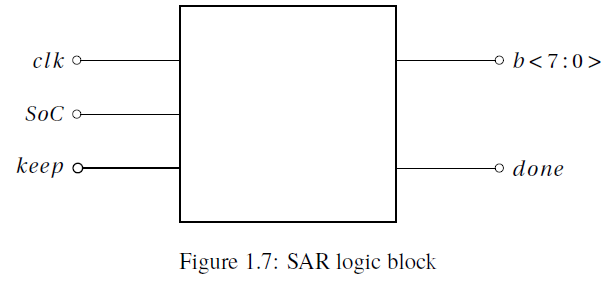 clk
b<7:0>
SoC
keep
done
Figure 1.7: SAR logic block